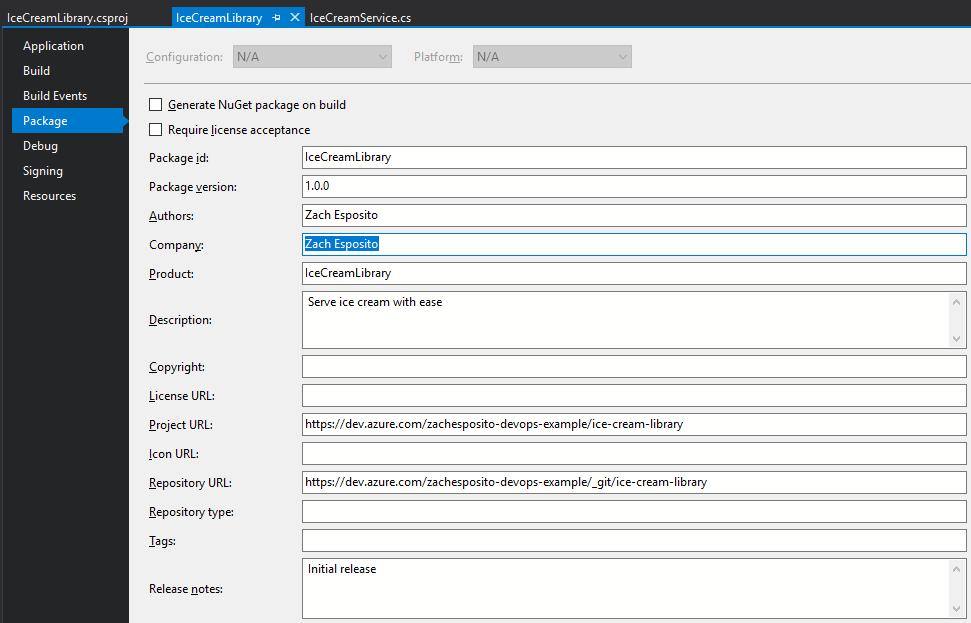 IceCreamLibrary.csproj
IceCreamLibrary
IceCreamService.cs
Application
Build
Build Events
Package
Debug
Signing
Resources
Configuration: N/A Platform: N/A
Generate NuGet package on build
Require license acceptance
Package id: IceCreamLibrary
Package version: 1.0.0
Authors: Zach Esposito
Company: Zach Esposito
Product: IceCreamLibrary
Description: Serve ice cream with ease
Copyright:
License URL:
Project URL: https://dev.azure.com/zachesposito-devops-example/ice-cream-library
Icon URL:
Repository URL: https://dev.azure.com/zachesposito-devops-example/_git/ice-cream-library
Repository type:
Tags:
Release notes: Initial release